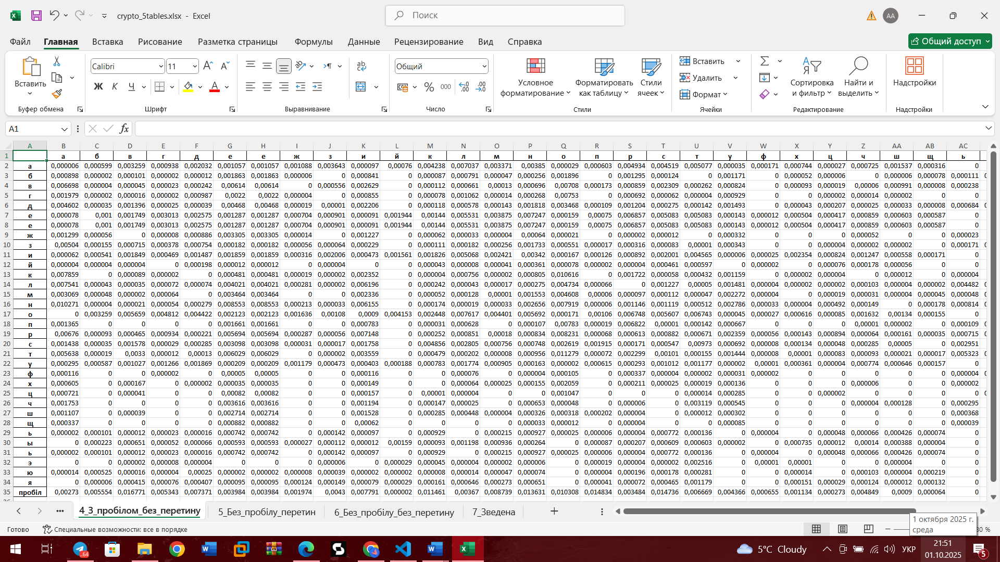 crypto_5tables.xlsx - Excel
Поиск
АА
Файл Главная Вставка Рисование Разметка страницы Формулы Данные Рецензирование Вид Справка Общий доступ
Вставить
Буфер обмена
Calibri 11
Ж К Ч
Шрифт
Выравнивание
Общий
% 000
Число
Условное форматирование
Форматировать как таблицу
Стили ячеек
Стили
Вставить
Удалить
Формат
Ячейки
Сортировка и фильтр
Найти и выделить
Редактирование
Надстройки
Надстройки
A1 fx
A B C D E F G H I J K L M N O P Q R S T U V W X Y Z AA AB AC
1 а б в г д е е ж з и й к л м н о п р с т у ф х ц ч ш щ ь
2 а 0,000006 0,000599 0,003259 0,000938 0,002032 0,001057 0,001057 0,001088 0,003643 0,000097 0,00076 0,004238 0,007037 0,003371 0,00385 0,000029 0,000603 0,004934 0,004519 0,005077 0,000035 0,000171 0,000744 0,000027 0,000725 0,001537 0,000316 0
3 б 0,000898 0,000002 0,000101 0,000002 0,000012 0,001863 0,001863 0,000006 0 0,000841 0 0,000087 0,000791 0,000047 0,000256 0,001896 0 0,001295 0,000124 0 0,001171 0 0,000052 0,000006 0 0,000006 0,000078 0,000111
4 в 0,006698 0,000004 0,000045 0,000023 0,000242 0,00614 0,00614 0 0,000556 0,002629 0 0,000112 0,000661 0,00013 0,000696 0,00708 0,000173 0,000859 0,002309 0,000262 0,000824 0 0,000093 0,000019 0,00006 0,000991 0,000008 0,000238
5 г 0,001979 0,000002 0,000016 0,000002 0,000987 0,0022 0,0022 0,000004 0 0,000855 0 0,000078 0,001062 0,000014 0,000268 0,00753 0 0,000692 0,000062 0,000004 0,000929 0 0 0,000002 0,000014 0,000002 0 0
6 д 0,004602 0,000035 0,001396 0,000025 0,000039 0,00468 0,00468 0,000019 0,00001 0,002206 0 0,000118 0,000578 0,000143 0,001818 0,003468 0,000109 0,001204 0,000275 0,000142 0,001493 0 0,000043 0,000207 0,000025 0,000033 0,000008 0,000684
7 е 0,000078 0,001 0,001749 0,003013 0,002575 0,001287 0,001287 0,000704 0,000901 0,000091 0,001944 0,00144 0,005531 0,003875 0,007247 0,000159 0,00075 0,006857 0,005083 0,005083 0,000143 0,000012 0,000504 0,000417 0,000859 0,000603 0,000587 0
8 е 0,000078 0,001 0,001749 0,003013 0,002575 0,001287 0,001287 0,000704 0,000901 0,000091 0,001944 0,00144 0,005531 0,003875 0,007247 0,000159 0,00075 0,006857 0,005083 0,005083 0,000143 0,000012 0,000504 0,000417 0,000859 0,000603 0,000587 0
9 ж 0,001299 0,000056 0 0,000008 0,000886 0,003305 0,003305 0,000014 0 0,001227 0 0,000062 0,000033 0,000004 0,00064 0,000021 0 0,000002 0,000012 0 0,000332 0 0 0 0,000052 0 0 0,000023
10 з 0,00504 0,000155 0,000715 0,000378 0,000754 0,000182 0,000182 0,000056 0,000064 0,000229 0 0,000111 0,000182 0,000256 0,001733 0,000551 0,000017 0,000316 0,000083 0,00001 0,000343 0 0 0,000004 0,000002 0,000002 0 0,000171
11 и 0,000062 0,000541 0,001849 0,000469 0,001487 0,001859 0,001859 0,000316 0,002006 0,000473 0,001561 0,001826 0,005068 0,002421 0,00342 0,000167 0,000126 0,000892 0,002001 0,004565 0,000006 0,000025 0,002354 0,000824 0,001247 0,000558 0,000171 0
12 й 0,000004 0,000004 0,000004 0 0,000198 0,000012 0,000012 0 0,000004 0 0 0,000043 0,000008 0,000041 0,000361 0,000078 0,000002 0,000004 0,000461 0,000597 0 0,000002 0 0,000076 0,000178 0,000056 0 0
13 к 0,007859 0 0,000089 0,000002 0 0,000481 0,000481 0,000019 0,000002 0,002352 0 0,000004 0,000756 0,000002 0,000805 0,010616 0 0,001722 0,000058 0,000432 0,001159 0 0,000002 0,000004 0 0,000012 0 0,000004
14 л 0,007541 0,000043 0,000035 0,000072 0,000074 0,004021 0,004021 0,000281 0,000002 0,006196 0 0,000242 0,000043 0,000017 0,000275 0,004734 0,000066 0 0,001227 0,00005 0,001481 0,000004 0,000002 0,000002 0,000103 0,000004 0,000002 0,004482
15 м 0,003069 0,000048 0,000002 0,000064 0 0,003464 0,003464 0 0 0,002336 0 0,000052 0,000128 0,00001 0,001553 0,004608 0,00006 0,000097 0,000112 0,000047 0,002272 0,000004 0 0,000019 0,000031 0,000004 0,000045 0,000048
16 н 0,010271 0,000004 0,000021 0,000054 0,000279 0,008553 0,008553 0,000213 0,000033 0,006155 0 0,000174 0,000019 0,000033 0,002656 0,007919 0,000006 0,001146 0,001119 0,000512 0,002786 0,000033 0,000004 0,000492 0,000149 0 0,000178 0,000814
17 о 0 0,003259 0,005659 0,004812 0,004422 0,002123 0,002123 0,001636 0,00108 0,0009 0,004153 0,002448 0,007617 0,004401 0,005692 0,000171 0,00106 0,006748 0,005607 0,006743 0,000045 0,000027 0,000616 0,000085 0,001632 0,00134 0,000155 0
18 п 0,001365 0 0 0 0 0,001661 0,001661 0 0 0,000783 0 0,000031 0,000628 0 0,000107 0,00783 0,000019 0,006822 0,00001 0,000142 0,000667 0 0 0 0,00001 0,000002 0 0,000109
19 р 0,00676 0,000093 0,000465 0,000934 0,000221 0,005694 0,005694 0,000287 0,000056 0,007148 0 0,000252 0,000851 0,00018 0,000834 0,008231 0,000068 0,000613 0,000882 0,000671 0,002359 0,000056 0,000143 0,000894 0,000064 0,000161 0,000035 0,000715
20 с 0,001438 0,000035 0,001578 0,000029 0,000285 0,003098 0,003098 0,000031 0,000017 0,001758 0 0,004856 0,002805 0,000756 0,000748 0,002619 0,001915 0,000171 0,000547 0,00973 0,000692 0,000008 0,000134 0,000048 0,000285 0,00005 0 0,002951
21 т 0,005638 0,000019 0,0033 0,000012 0,00013 0,006029 0,006029 0 0,000002 0,003559 0 0,000479 0,000202 0,000008 0,000956 0,011279 0,000072 0,002299 0,00101 0,000155 0,001444 0,000008 0,00001 0,000083 0,000093 0,000021 0,000017 0,005323
22 у 0,000295 0,000587 0,001027 0,001266 0,001869 0,000209 0,000209 0,001179 0,000473 0,000403 0,000188 0,000783 0,001774 0,000905 0,000163 0,000002 0,000615 0,000293 0,001012 0,001177 0,000002 0,00001 0,000361 0,000004 0,000774 0,000646 0,000157 0
23 ф 0,000116 0 0 0,000002 0 0,00005 0,00005 0 0 0,000116 0 0 0,000076 0 0,000004 0,000105 0 0,000337 0,000004 0,000002 0,000031 0,000002 0 0 0 0 0 0,000004
24 х 0,000605 0 0,000167 0 0,000002 0,000035 0,000035 0 0 0,000149 0 0 0,000064 0,000025 0,000155 0,002059 0 0,000211 0,000025 0,000019 0,000136 0 0 0 0,000006 0 0 0,000002
25 ц 0,000721 0 0,000041 0 0 0,00082 0,00082 0 0 0,000157 0 0,00001 0,000004 0 0 0,001047 0 0 0 0,000014 0,000285 0 0 0,000002 0 0 0 0
26 ч 0,001753 0 0 0 0 0,003616 0,003616 0 0 0,001194 0 0,000147 0,000025 0 0,000653 0,000048 0 0,000006 0 0,003119 0,000545 0 0 0 0,000004 0,000128 0 0,000295
27 ш 0,001107 0 0,000039 0 0 0,002714 0,002714 0 0 0,001528 0 0,000285 0,000448 0,000004 0,000326 0,000318 0,000202 0,000004 0 0,000012 0,000302 0 0 0 0 0 0 0,000368
28 щ 0,000337 0 0 0 0 0,000882 0,000882 0 0 0,00062 0 0 0 0 0,000033 0,000012 0 0,000004 0 0 0,000085 0 0 0 0 0 0 0,000039
29 ь 0,000002 0,000101 0,000012 0,000023 0,000016 0,000742 0,000742 0 0,000142 0,000097 0 0,000929 0 0,000215 0,000927 0,000025 0,000006 0,000004 0,000772 0,000136 0 0,000004 0 0,000048 0,000066 0,000426 0,000074 0
30 ы 0 0,000223 0,000651 0,000052 0,000066 0,000593 0,000593 0,000027 0,000112 0,000012 0,00159 0,000093 0,001198 0,000936 0,000264 0 0,000087 0,000207 0,000609 0,000603 0,000002 0 0,000735 0,000012 0,00014 0,000388 0,000004 0
31 ь 0,000002 0,000101 0,000012 0,000023 0,000016 0,000742 0,000742 0 0,000142 0,000097 0 0,000929 0 0,000215 0,000927 0,000025 0,000006 0,000004 0,000772 0,000136 0 0,000004 0 0,000048 0,000066 0,000426 0,000074 0
32 э 0 0 0,000002 0,000008 0,000004 0 0 0 0,000006 0 0,000029 0,000045 0,000004 0,000002 0,000006 0 0,000019 0,000004 0,000002 0,002516 0 0,00001 0,00001 0 0 0,000004 0 0
33 ю 0,000014 0,000525 0,000016 0,000004 0,00025 0,000002 0,000002 0,000008 0,000039 0,000002 0,000002 0,000008 0,000014 0,000047 0,000074 0 0,000004 0,000196 0,000178 0,000281 0 0 0,000014 0 0,000103 0,000004 0,000219 0
34 я 0 0,000006 0,000415 0,000076 0,000407 0,000095 0,000095 0,000124 0,000149 0,000079 0,000029 0,000161 0,000646 0,000273 0,000651 0 0,000041 0,000072 0,000465 0,001179 0 0 0,000151 0,000029 0,000124 0,000012 0,000132 0
35 пробіл 0,00273 0,005554 0,016771 0,005343 0,007371 0,003984 0,003984 0,001974 0,0043 0,007791 0,000002 0,011461 0,00367 0,008739 0,013631 0,010308 0,014834 0,003484 0,014736 0,006669 0,004366 0,000655 0,001134 0,000273 0,004849 0,0009 0,000064 0
4_З_пробілом_без_перетину 5_Без_пробілу_перетин 6_Без_пробілу_без_перетину 7_Зведена
1 октября 2025 г.
среда
Готово Специальные возможности: все в порядке
5°C Cloudy УКР 21:51
01.10.2025
..64
5